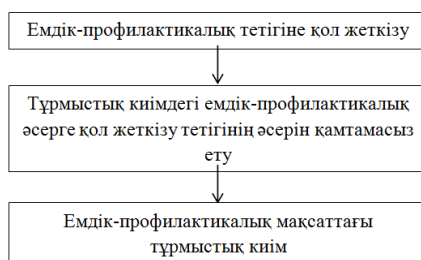 Емдік-профилактикалық тетігіне қол жеткізу
Тұрмыстық киімдегі емдік-профилактикалық
әсерге қол жеткізу тетігінің әсерін қамтамасыз
ету
Емдік-профилактикалық мақсаттағы
тұрмыстық киім